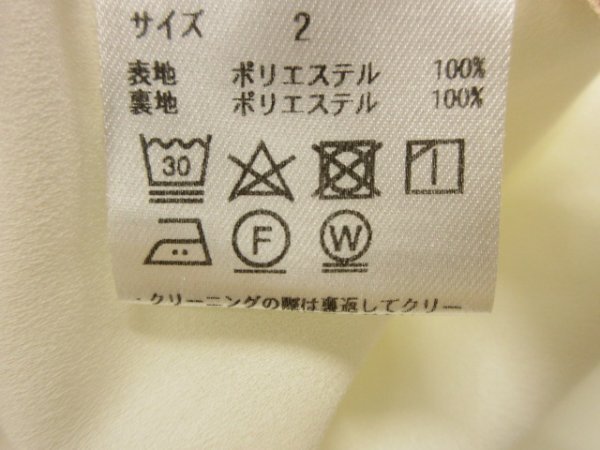 サイズ 2
表地 ポリエステル 100%
裏地 ポリエステル 100%
30
F W
・クリーニングの際は裏返してクリー